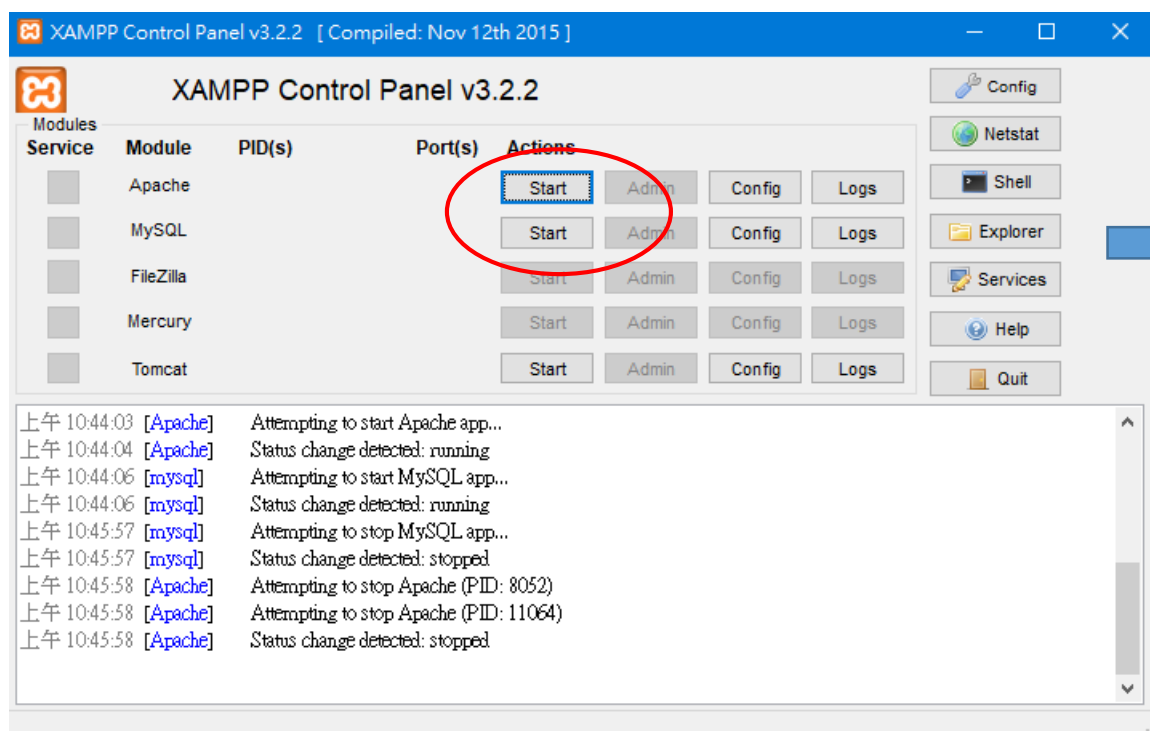 XAMPP Control Panel v3.2.2 [ Compiled: Nov 12th 2015 ]
XAMPP Control Panel v3.2.2
Config
Modules
Netstat
Service Module PID(s) Port(s) Actions
Apache Start Admin Config Logs
Shell
MySQL Start Admin Config Logs
Explorer
FileZilla Start Admin Config Logs
Services
Mercury Start Admin Config Logs
Help
Tomcat Start Admin Config Logs
Quit
上午 10:44:03 [Apache] Attempting to start Apache app...
上午 10:44:04 [Apache] Status change detected: running
上午 10:44:06 [mysql] Attempting to start MySQL app...
上午 10:44:06 [mysql] Status change detected: running
上午 10:45:57 [mysql] Attempting to stop MySQL app...
上午 10:45:57 [mysql] Status change detected: stopped
上午 10:45:58 [Apache] Attempting to stop Apache (PID: 8052)
上午 10:45:58 [Apache] Attempting to stop Apache (PID: 11064)
上午 10:45:58 [Apache] Status change detected: stopped